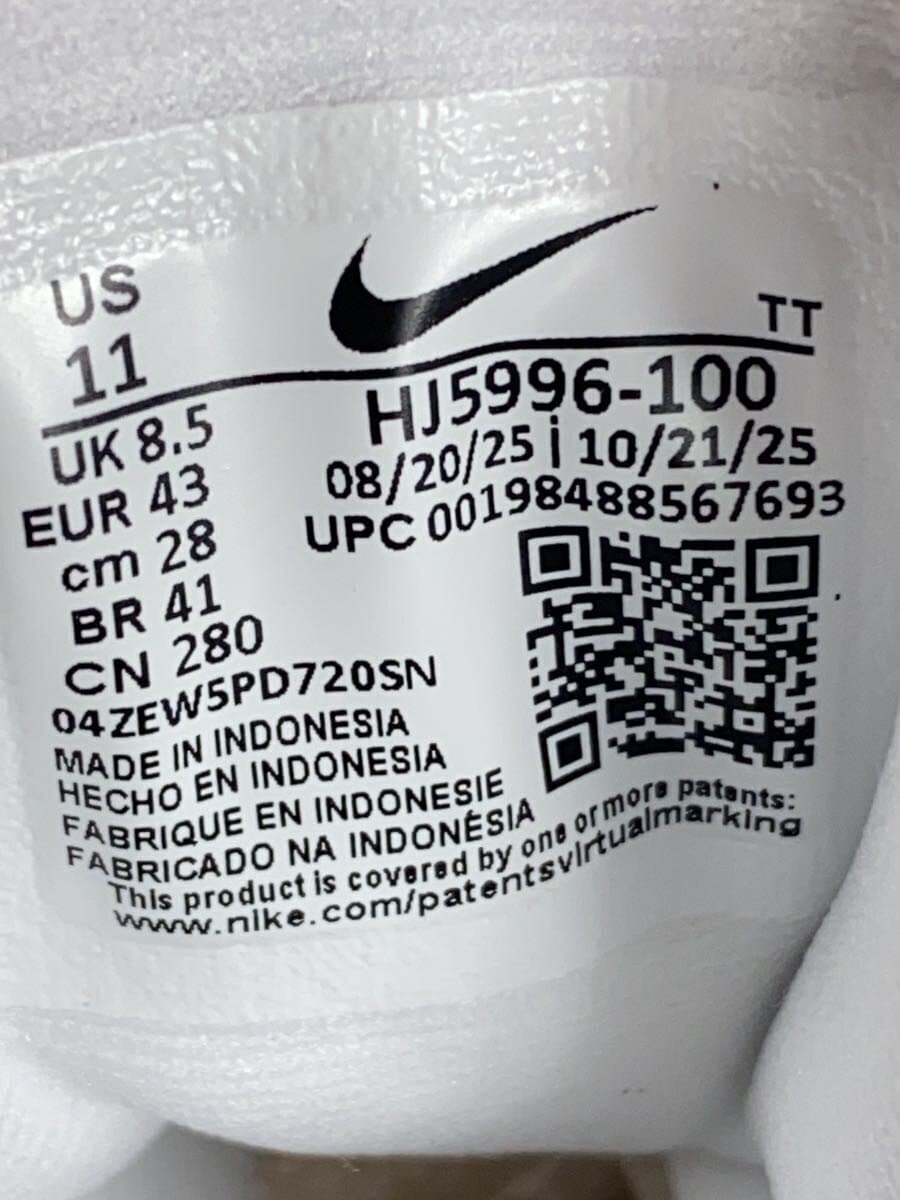 US
11
TT
UK 8.5
EUR 43
cm 28
BR 41
CN 280
HJ5996-100
08/20/25 i 10/21/25
UPC 00198488567693
04ZEW5PD720SN
MADE IN INDONESIA
HECHO EN INDONESIA
FABRIQUE EN INDONESIE
FABRICADO NA INDONÉSIA
This product is covered by one or more patents:
www.nike.com/patentsvirtualmarking